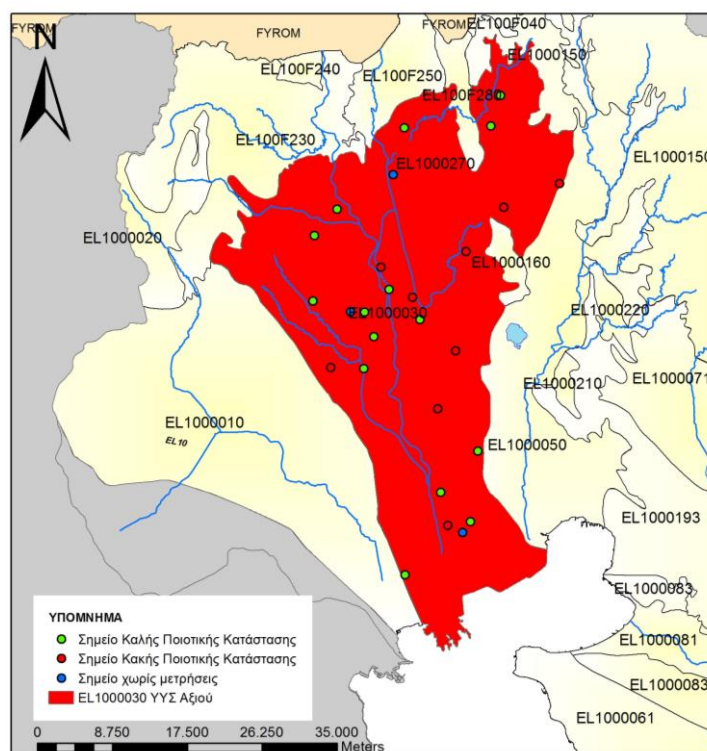 FYROM
FYROM
FYROM
EL100F040
N
EL1000150
EL100F240
EL100F250
EL100F280
EL100F230
EL1000270
EL1000150
EL1000020
EL1000160
EL1000030
EL1000220
EL1000071
EL1000210
EL1000010
EL10
EL1000050
EL1000193
EL1000083
EL1000081
EL1000083
EL1000061
ΥΠΟΜΝΗΜΑ
Σημείο Καλής Ποιοτικής Κατάστασης
Σημείο Κακής Ποιοτικής Κατάστασης
Σημείο χωρίς μετρήσεις
EL1000030 ΥΥΣ Αξιού
0 8.750 17.500 26.250 35.000
Meters